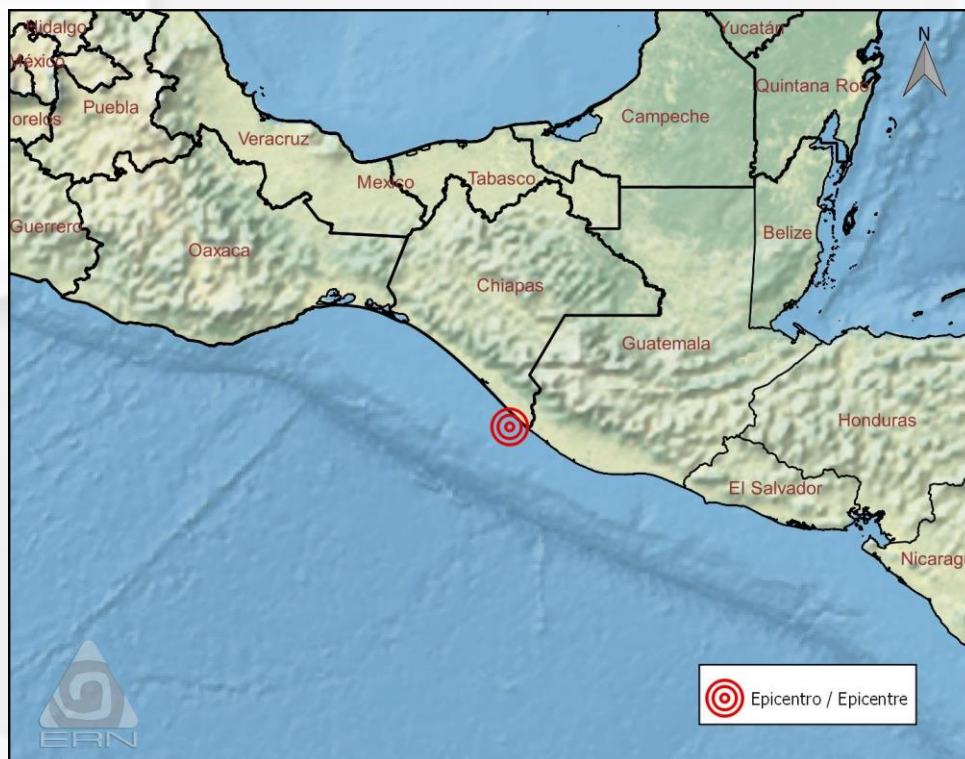 Hidalgo
Yucatán
N
México
Quintana Roo
Puebla
orelos
Campeche
Veracruz
Mexico
Tabasco
Guerrero
Oaxaca
Belize
Chiapas
Guatemala
Honduras
El Salvador
Nicaragu
Epicentro / Epicentre
ERN